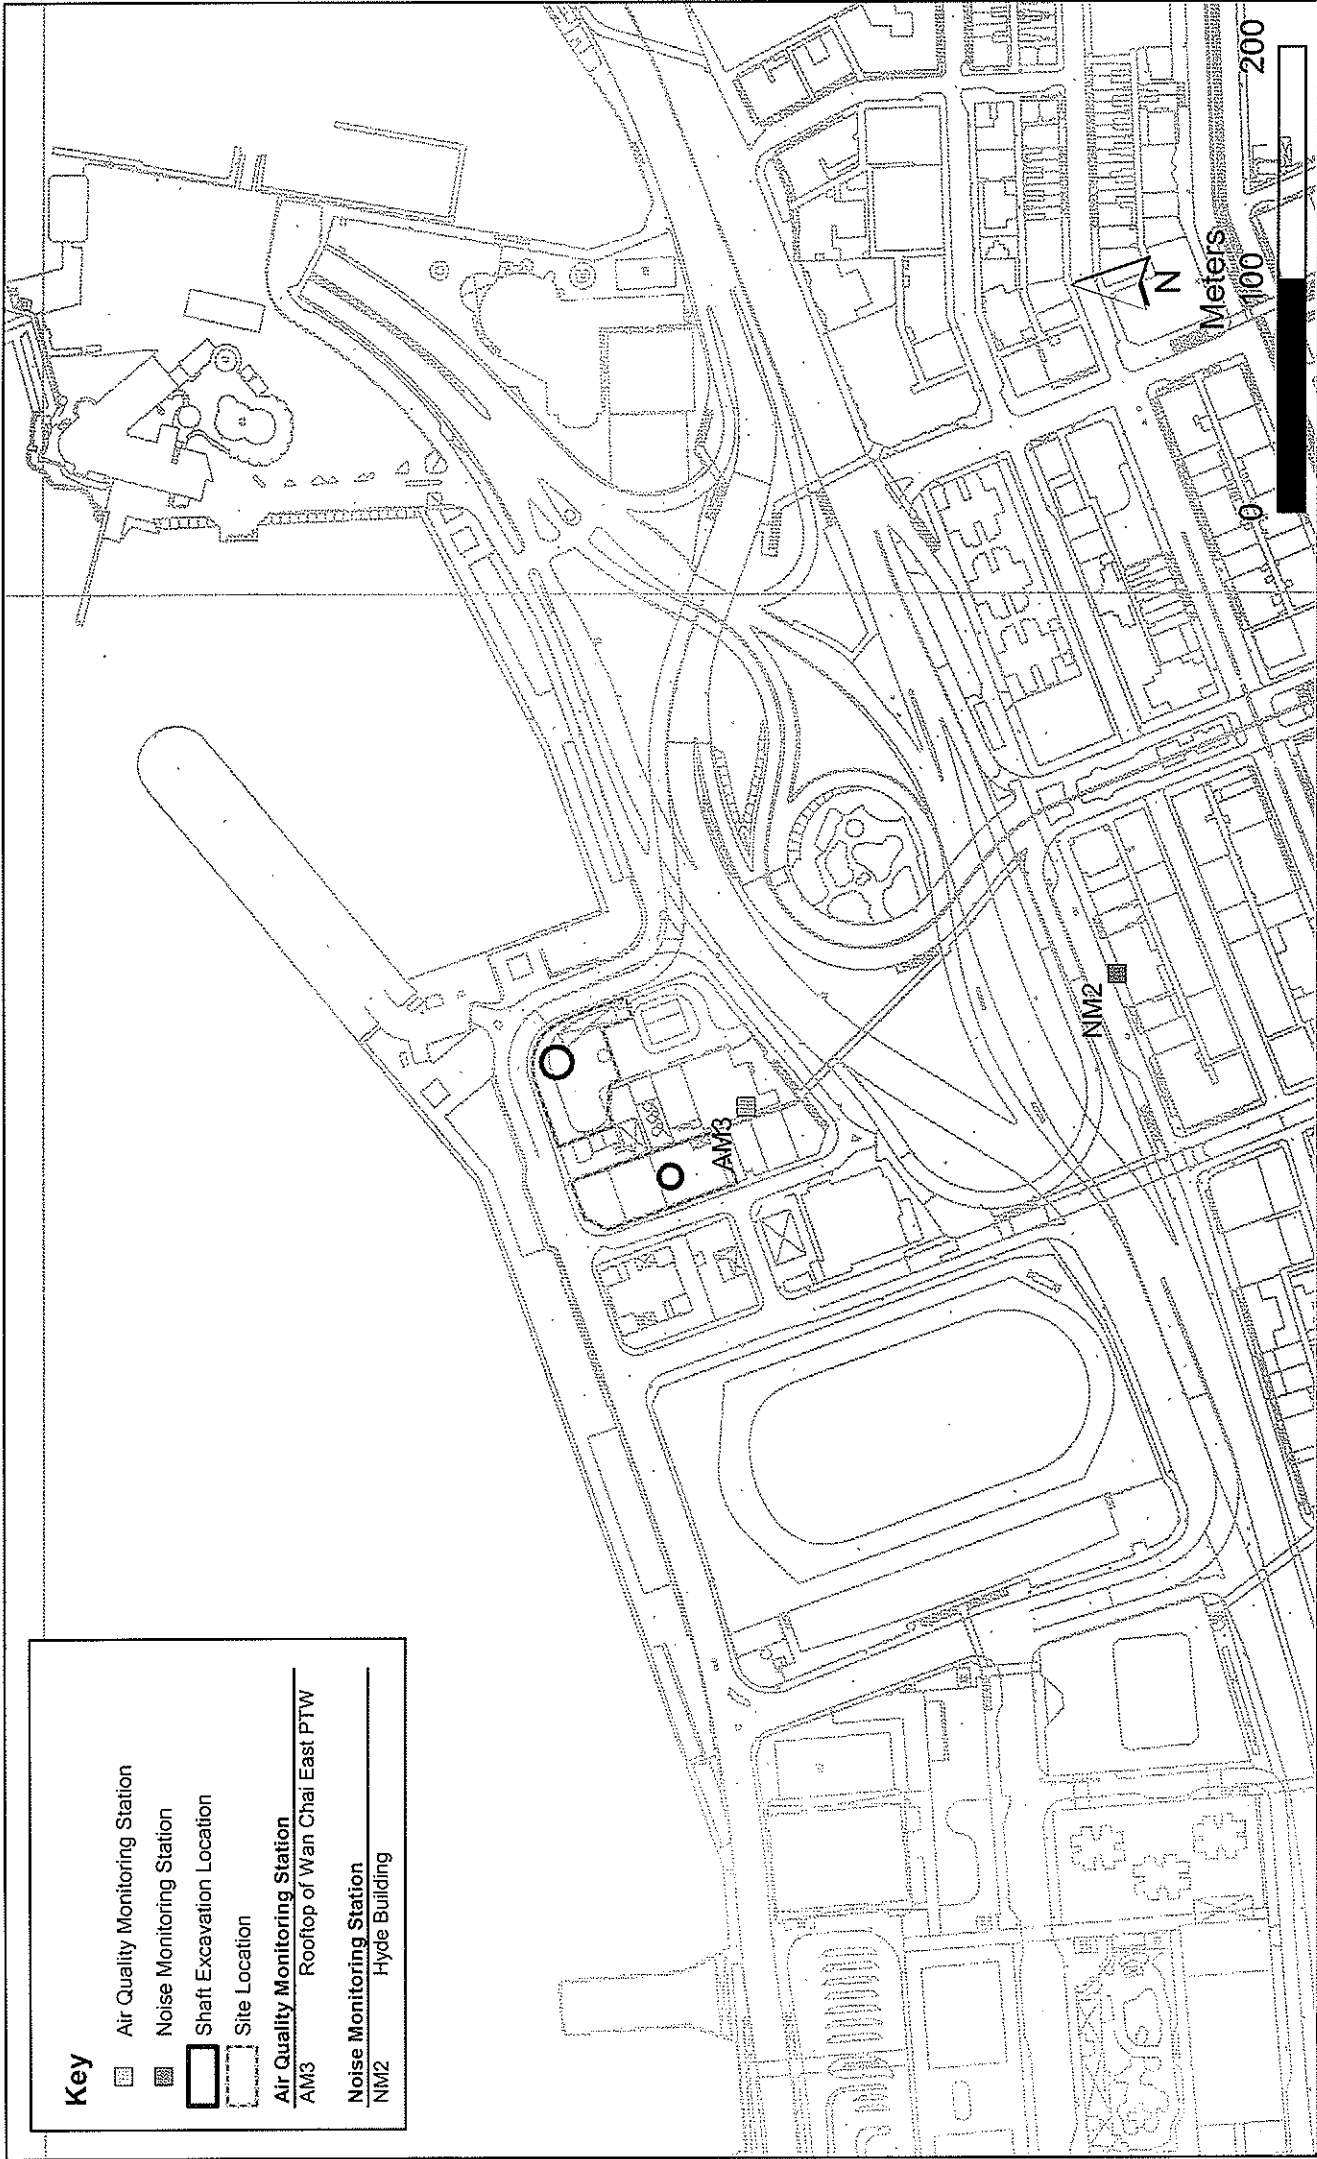 Key
Air Quality Monitoring Station
Noise Monitoring Station
Shaft Excavation Location
Site Location
Air Quality Monitoring Station
AM3 Rooftop of Wan Chai East PTW
Noise Monitoring Station
NM2 Hyde Building
AM3
NM2
N
Meters
0 100 200